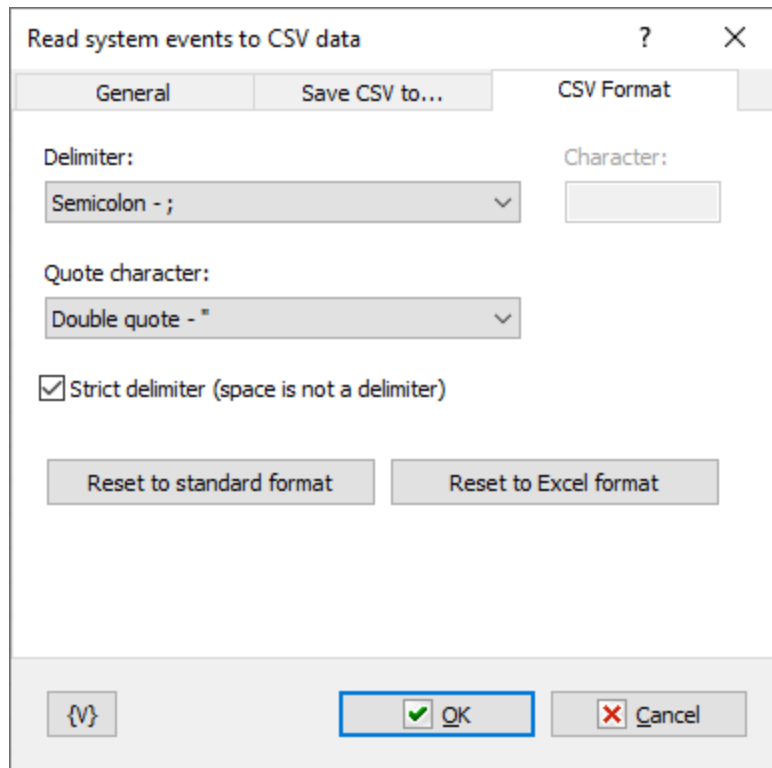 Read system events to CSV data ?
General Save CSV to... CSV Format
Delimiter: Character:
Semicolon - ;
Quote character:
Double quote - "
Strict delimiter (space is not a delimiter)
Reset to standard format Reset to Excel format
{V} OK Cancel